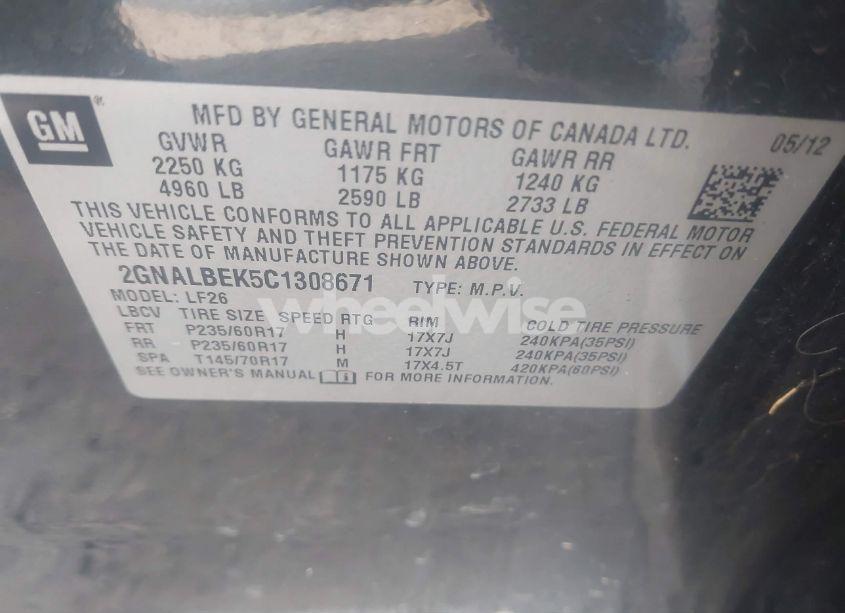 GM®
MFD BY GENERAL MOTORS OF CANADA LTD.
05/12
GVWR GAWR FRT GAWR RR
2250 KG 1175 KG 1240 KG
4960 LB 2590 LB 2733 LB
THIS VEHICLE CONFORMS TO ALL APPLICABLE U.S. FEDERAL MOTOR
VEHICLE SAFETY AND THEFT PREVENTION STANDARDS IN EFFECT ON
THE DATE OF MANUFACTURE SHOWN ABOVE.
2GNALBEK5C1308671 TYPE: M.P.V.
MODEL: LF26
wheelwise
LBCV TIRE SIZE SPEED RTG RIM COLD TIRE PRESSURE
FRT P235/60R17 H 17X7J 240KPA(35PSI)
RR P235/60R17 H 17X7J 240KPA(35PSI)
SPA T145/70R17 M 17X4.5T 420KPA(60PSI)
SEE OWNER'S MANUAL FOR MORE INFORMATION.